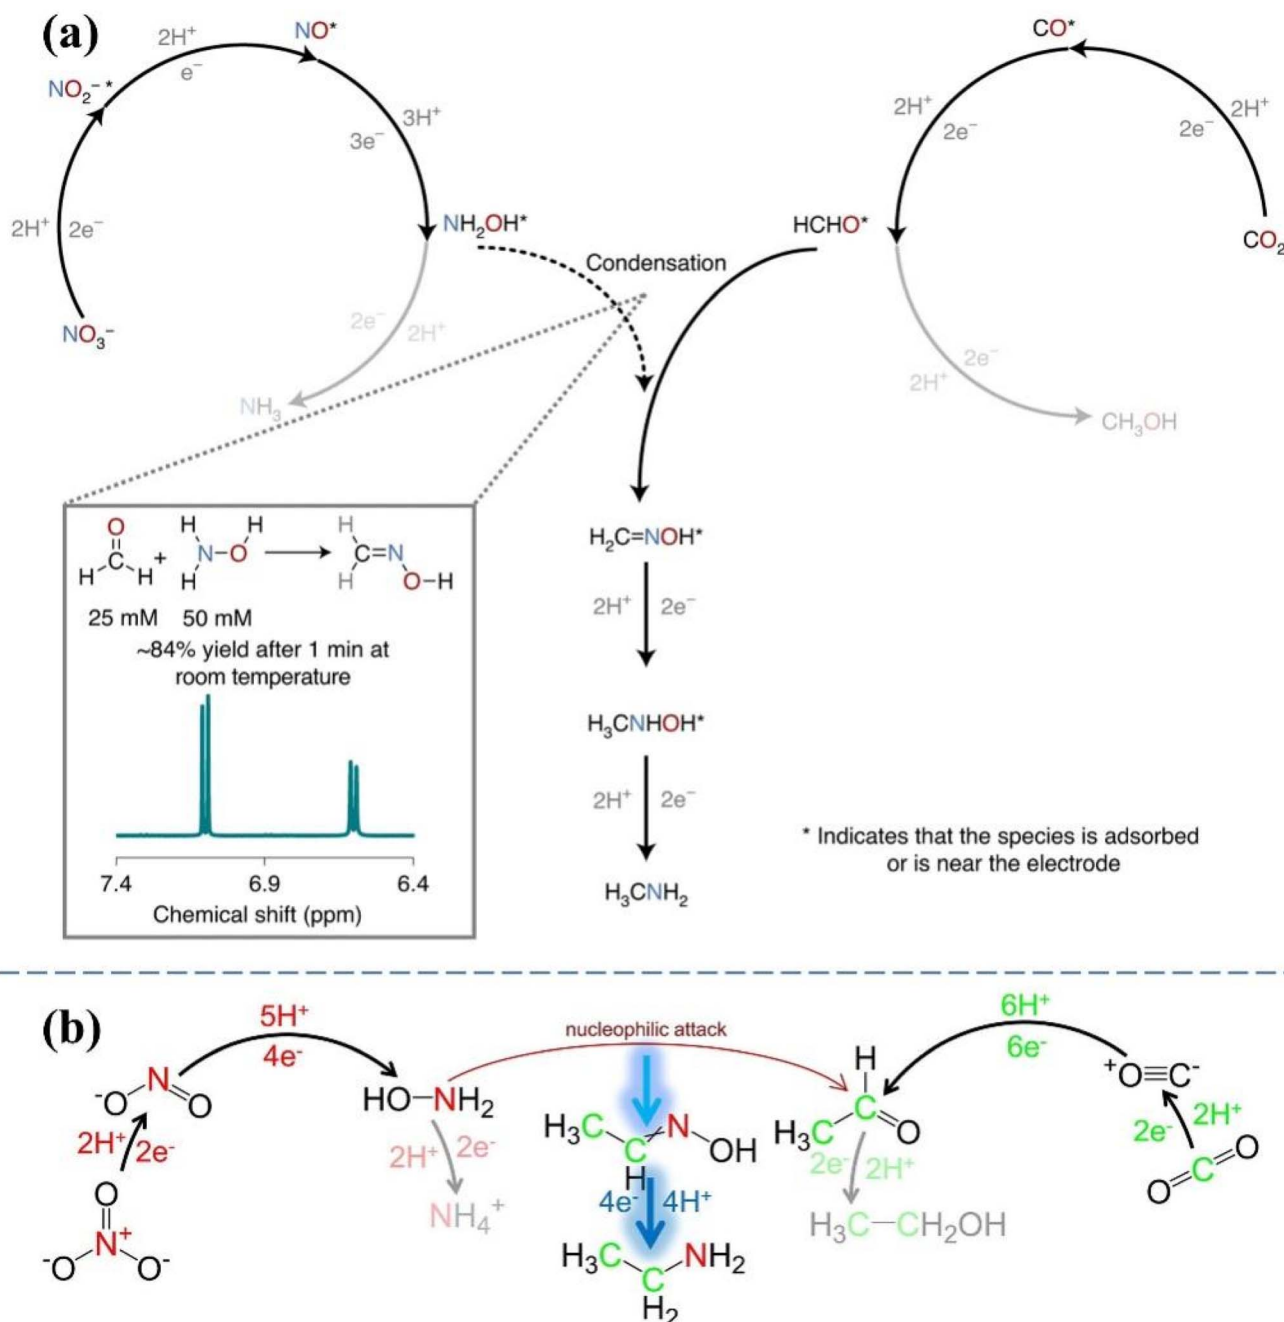 (a)
2H⁺
e⁻
NO*
NO₂⁻*
3H⁺
3e⁻
2H⁺
2e⁻
NH₂OH*
NO₃⁻
2e⁻
2H⁺
NH₃
CO*
2H⁺
2e⁻
2H⁺
2e⁻
HCHO*
CO₂
Condensation
2e⁻
2H⁺
CH₃OH
O
C
H H
+
H H
N–O
H
H
C=N
H
O–H
25 mM 50 mM
~84% yield after 1 min at
room temperature
7.4 6.9 6.4
Chemical shift (ppm)
H₂C=NOH*
2H⁺ 2e⁻
H₃CNHOH*
2H⁺ 2e⁻
H₃CNH₂
* Indicates that the species is adsorbed
or is near the electrode
(b)
5H⁺
4e⁻
⁻O N O
2H⁺ 2e⁻
O
N⁺
⁻O O⁻
HO–NH₂
2H⁺ 2e⁻
NH₄⁺
nucleophilic attack
H₃C N
C OH
H
4e⁻ 4H⁺
H₃C NH₂
C
H₂
H
C
H₃C O
2e⁻ 2H⁺
H₃C–CH₂OH
6H⁺
6e⁻
⁺O≡C⁻
2H⁺
2e⁻
O=C=O